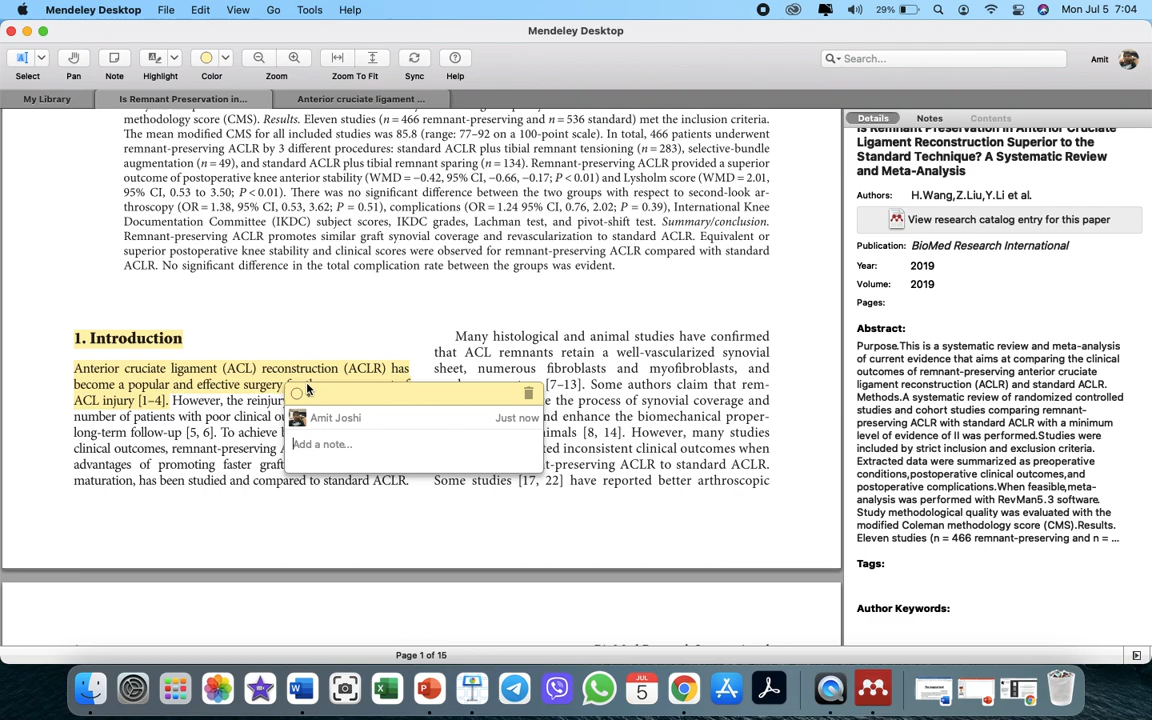 Mendeley Desktop File Edit View Go Tools Help 29% Mon Jul 5 7:04
Mendeley Desktop
Select Pan Note Highlight Color Zoom Zoom To Fit Sync Help
Search...
Amit
My Library Is Remnant Preservation in... Anterior cruciate ligament ...
methodology score (CMS). Results. Eleven studies (n = 466 remnant-preserving and n = 536 standard) met the inclusion criteria.
The mean modified CMS for all included studies was 85.8 (range: 77–92 on a 100-point scale). In total, 466 patients underwent
remnant-preserving ACLR by 3 different procedures: standard ACLR plus tibial remnant tensioning (n = 283), selective-bundle
augmentation (n = 49), and standard ACLR plus tibial remnant sparing (n = 134). Remnant-preserving ACLR provided a superior
outcome of postoperative knee anterior stability (WMD = −0.42, 95% CI, −0.66, −0.17; P < 0.01) and Lysholm score (WMD = 2.01,
95% CI, 0.53 to 3.50; P < 0.01). There was no significant difference between the two groups with respect to second-look ar-
throscopy (OR = 1.38, 95% CI, 0.53, 3.62; P = 0.51), complications (OR = 1.24 95% CI, 0.76, 2.02; P = 0.39), International Knee
Documentation Committee (IKDC) subject scores, IKDC grades, Lachman test, and pivot-shift test. Summary/conclusion.
Remnant-preserving ACLR promotes similar graft synovial coverage and revascularization to standard ACLR. Equivalent or
superior postoperative knee stability and clinical scores were observed for remnant-preserving ACLR compared with standard
ACLR. No significant difference in the total complication rate between the groups was evident.
1. Introduction
Anterior cruciate ligament (ACL) reconstruction (ACLR) has
become a popular and effective surgery
ACL injury [1–4]. However, the reinjur
number of patients with poor clinical ou
long-term follow-up [5, 6]. To achieve b
clinical outcomes, remnant-preserving A
advantages of promoting faster graft
maturation, has been studied and compared to standard ACLR.
Amit Joshi Just now
Add a note...
Many histological and animal studies have confirmed
that ACL remnants retain a well-vascularized synovial
sheet, numerous fibroblasts and myofibroblasts, and
[7–13]. Some authors claim that rem-
e the process of synovial coverage and
nd enhance the biomechanical proper-
imals [8, 14]. However, many studies
ted inconsistent clinical outcomes when
t-preserving ACLR to standard ACLR.
Some studies [17, 22] have reported better arthroscopic
Page 1 of 15
Details Notes Contents
Is Remnant Preservation in Anterior Cruciate
Ligament Reconstruction Superior to the
Standard Technique? A Systematic Review
and Meta-Analysis
Authors: H.Wang,Z.Liu,Y.Li et al.
View research catalog entry for this paper
Publication: BioMed Research International
Year: 2019
Volume: 2019
Pages:
Abstract:
Purpose.This is a systematic review and meta-analysis
of current evidence that aims at comparing the clinical
outcomes of remnant-preserving anterior cruciate
ligament reconstruction (ACLR) and standard ACLR.
Methods.A systematic review of randomized controlled
studies and cohort studies comparing remnant-
preserving ACLR with standard ACLR with a minimum
level of evidence of II was performed.Studies were
included by strict inclusion and exclusion criteria.
Extracted data were summarized as preoperative
conditions,postoperative clinical outcomes,and
postoperative complications.When feasible,meta-
analysis was performed with RevMan5.3 software.
Study methodological quality was evaluated with the
modified Coleman methodology score (CMS).Results.
Eleven studies (n = 466 remnant-preserving and n = ...
Tags:
Author Keywords:
JUL
5